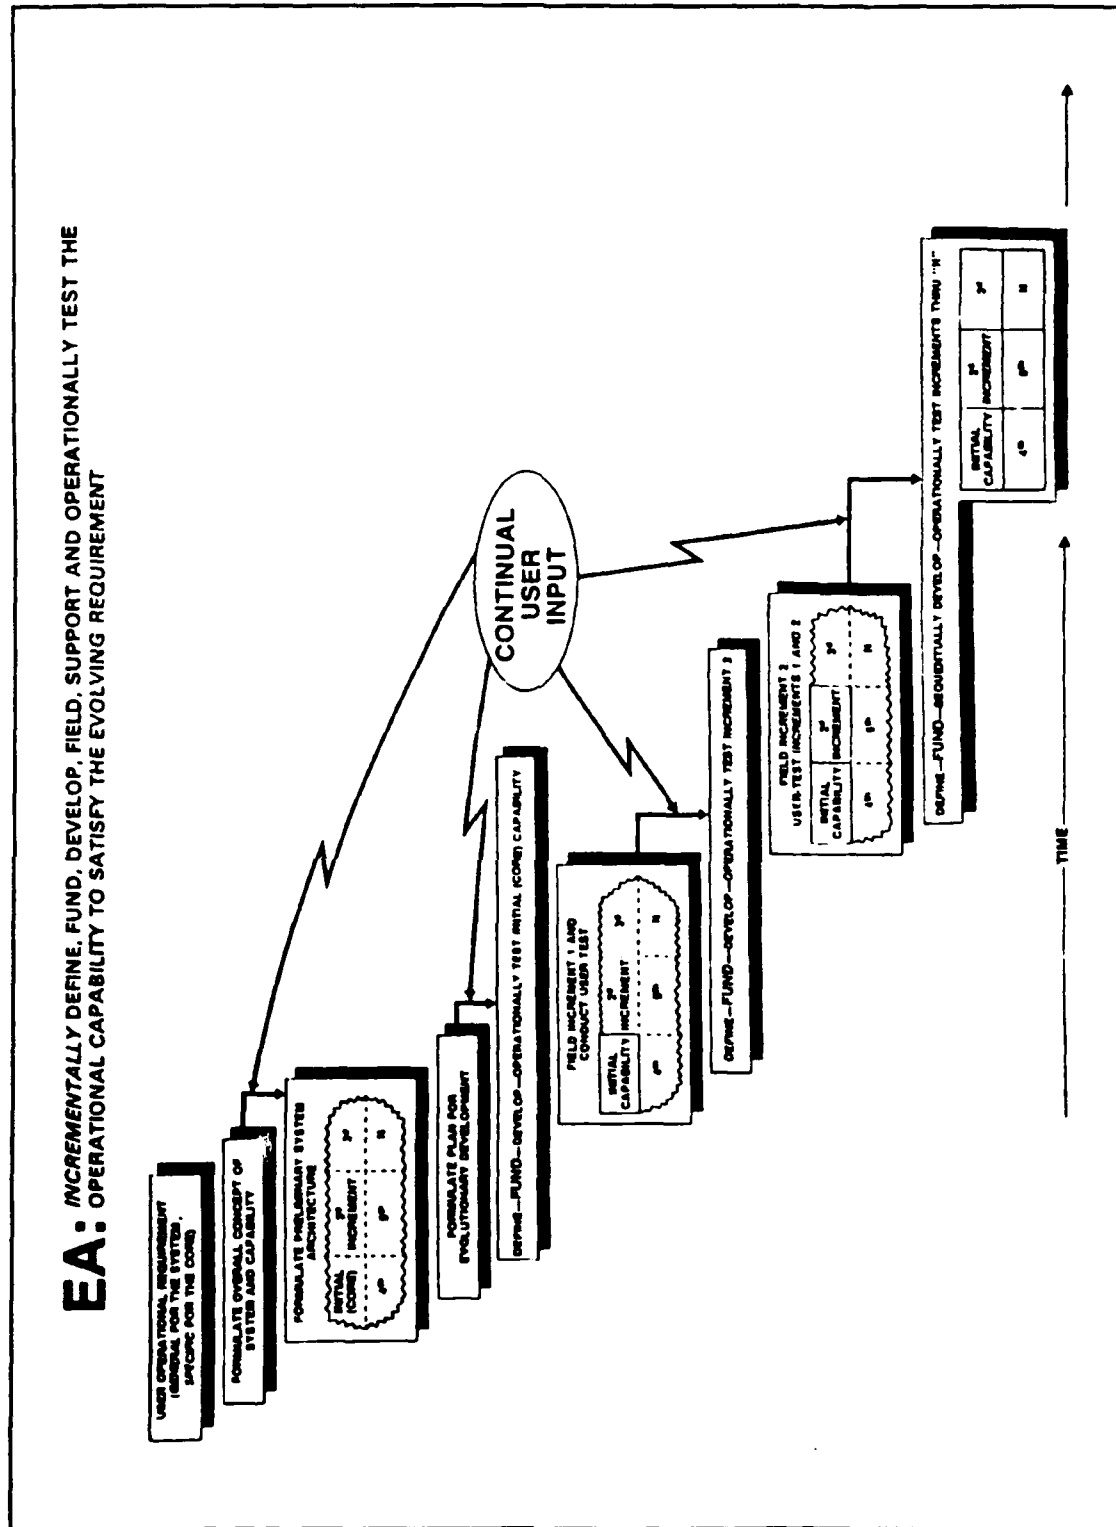 EA: INCREMENTALLY DEFINE, FUND, DEVELOP, FIELD, SUPPORT AND OPERATIONALLY TEST THE
OPERATIONAL CAPABILITY TO SATISFY THE EVOLVING REQUIREMENT
USER OPERATIONAL REQUIREMENT
(GENERAL FOR THE SYSTEM,
SPECIFIC FOR THE CORE)
FORMULATE OVERALL CONCEPT OF
SYSTEM AND CAPABILITY
FORMULATE PRELIMINARY SYSTEM
ARCHITECTURE
INITIAL (CORE)
INCREMENT
4th
N
FORMULATE PLAN FOR
EVOLUTIONARY DEVELOPMENT
DEFINE—FUND—DEVELOP—OPERATIONALLY TEST INITIAL (CORE) CAPABILITY
CONTINUAL
USER
INPUT
FIELD INCREMENT 1 AND
CONDUCT USER TEST
INITIAL CAPABILITY
INCREMENT
4th
N
DEFINE—FUND—DEVELOP—OPERATIONALLY TEST INCREMENT 2
FIELD INCREMENT 2
USER-TEST INCREMENTS 1 AND 2
INITIAL CAPABILITY
INCREMENT
4th
N
DEFINE—FUND—SEQUENTIALLY DEVELOP—OPERATIONALLY TEST INCREMENTS THRU "N"
INITIAL CAPABILITY
INCREMENT
4th
N
TIME